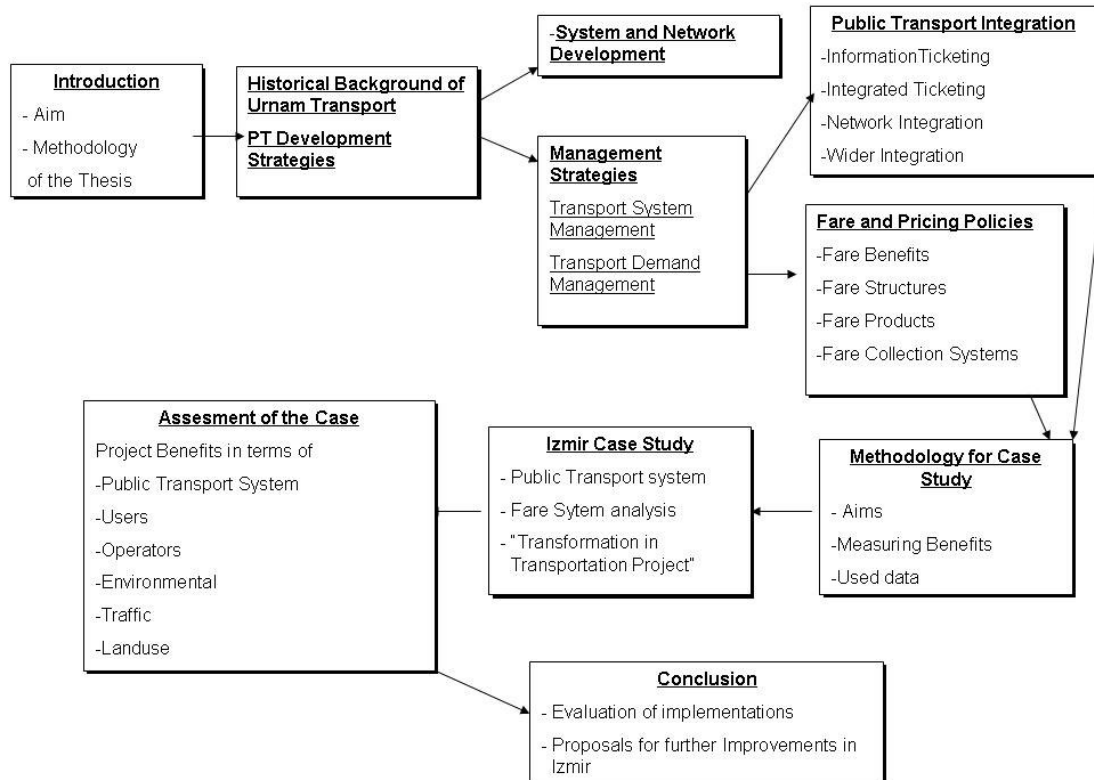 Introduction
- Aim
- Methodology
of the Thesis
Historical Background of
Urnam Transport
PT Development
Strategies
-System and Network
Development
Management
Strategies
Transport System
Management
Transport Demand
Management
Public Transport Integration
-InformationTicketing
-Integrated Ticketing
-Network Integration
-Wider Integration
Fare and Pricing Policies
-Fare Benefits
-Fare Structures
-Fare Products
-Fare Collection Systems
Methodology for Case
Study
- Aims
-Measuring Benefits
-Used data
Izmir Case Study
- Public Transport system
- Fare Sytem analysis
- "Transformation in
Transportation Project"
Assesment of the Case
Project Benefits in terms of
-Public Transport System
-Users
-Operators
-Environmental
-Traffic
-Landuse
Conclusion
- Evaluation of implementations
- Proposals for further Improvements in
Izmir